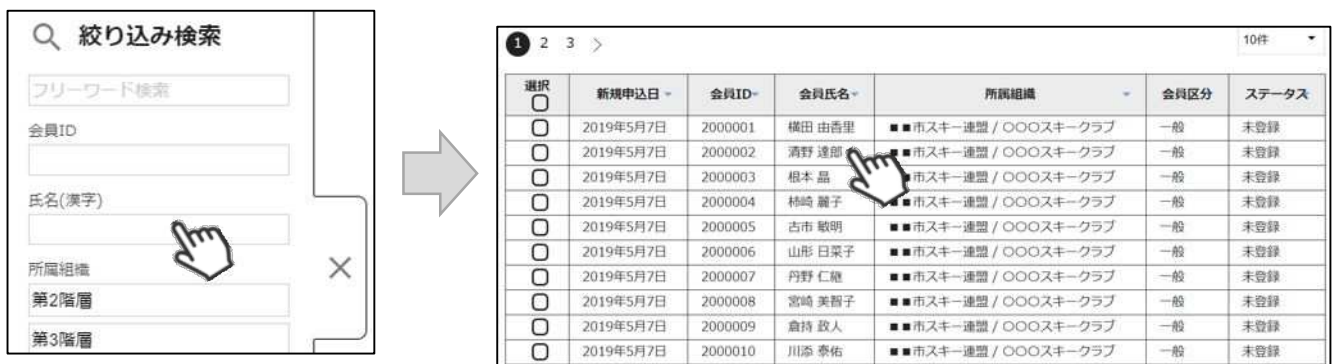 絞り込み検索
フリーワード検索
会員ID
氏名(漢字)
所属組織
第2階層
第3階層
1 2 3 >
10件
選択 新規申込日 会員ID 会員氏名 所属組織 会員区分 ステータス
2019年5月7日 2000001 横田 由香里 ■■市スキー連盟 / 〇〇〇スキークラブ 一般 未登録
2019年5月7日 2000002 清野 達郎 ■■市スキー連盟 / 〇〇〇スキークラブ 一般 未登録
2019年5月7日 2000003 根本 晶 ■■市スキー連盟 / 〇〇〇スキークラブ 一般 未登録
2019年5月7日 2000004 柿崎 麗子 ■■市スキー連盟 / 〇〇〇スキークラブ 一般 未登録
2019年5月7日 2000005 古市 敏明 ■■市スキー連盟 / 〇〇〇スキークラブ 一般 未登録
2019年5月7日 2000006 山形 日菜子 ■■市スキー連盟 / 〇〇〇スキークラブ 一般 未登録
2019年5月7日 2000007 丹野 仁継 ■■市スキー連盟 / 〇〇〇スキークラブ 一般 未登録
2019年5月7日 2000008 宮崎 美智子 ■■市スキー連盟 / 〇〇〇スキークラブ 一般 未登録
2019年5月7日 2000009 倉持 政人 ■■市スキー連盟 / 〇〇〇スキークラブ 一般 未登録
2019年5月7日 2000010 川添 泰佑 ■■市スキー連盟 / 〇〇〇スキークラブ 一般 未登録